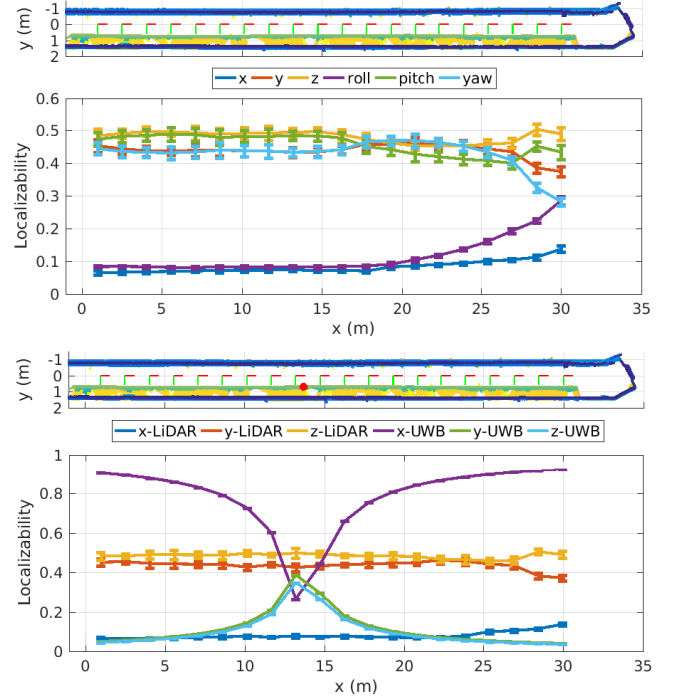 -1
0
1
2
y (m)
x y z roll pitch yaw
0.6
0.5
0.4
0.3
0.2
0.1
0
Localizability
0 5 10 15 20 25 30 35
x (m)
-1
0
1
2
y (m)
x-LiDAR y-LiDAR z-LiDAR x-UWB y-UWB z-UWB
1
0.8
0.6
0.4
0.2
0
Localizability
0 5 10 15 20 25 30 35
x (m)